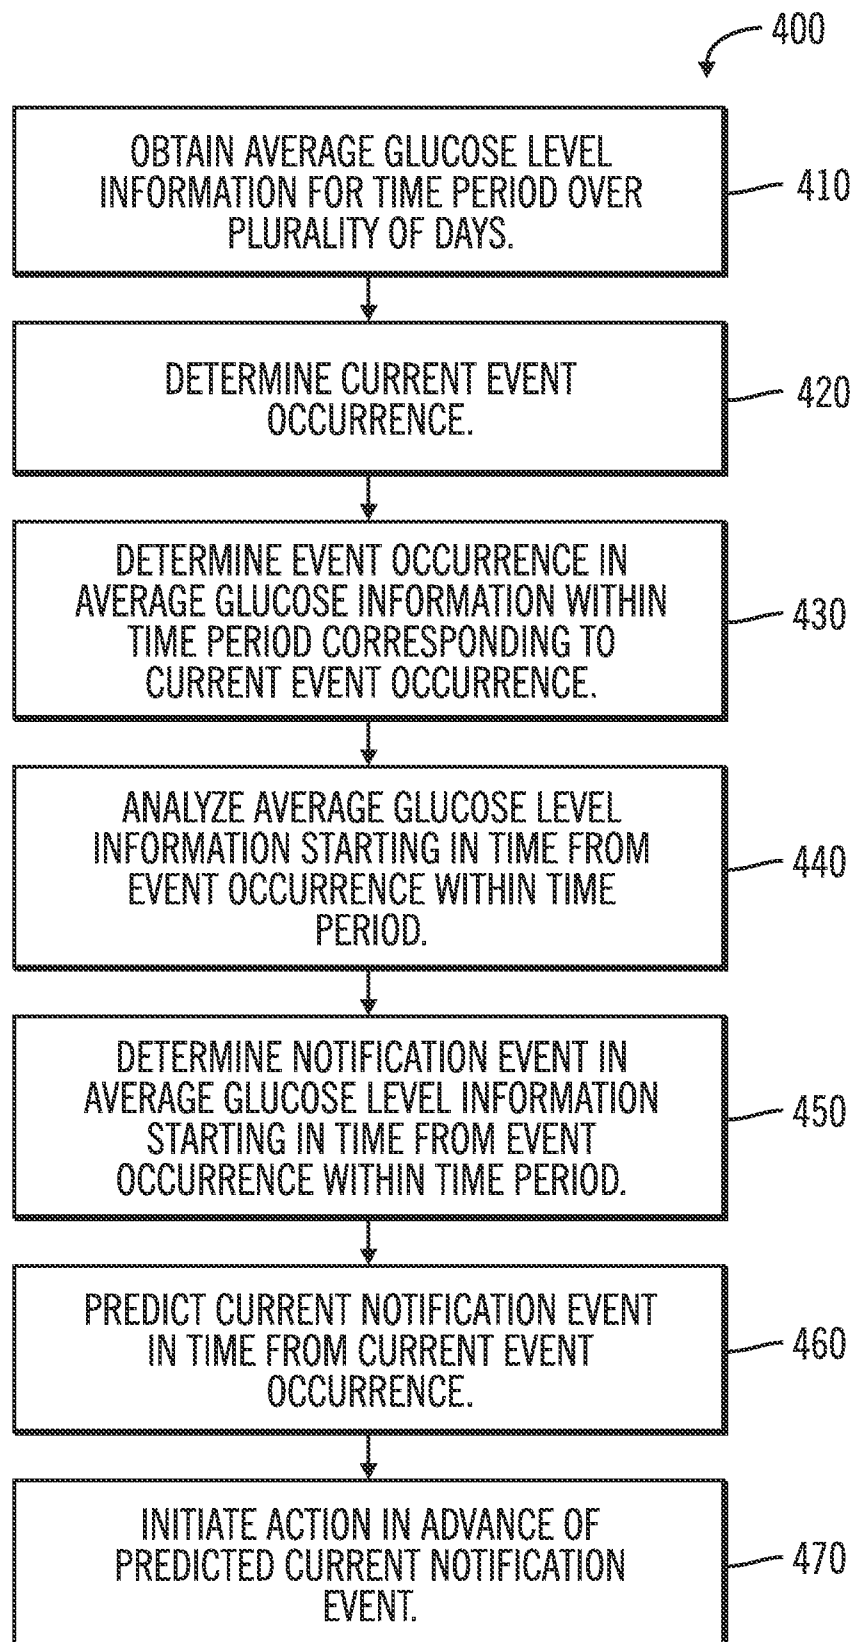 400
OBTAIN AVERAGE GLUCOSE LEVEL
INFORMATION FOR TIME PERIOD OVER
PLURALITY OF DAYS.
410
DETERMINE CURRENT EVENT
OCCURRENCE.
420
DETERMINE EVENT OCCURRENCE IN
AVERAGE GLUCOSE INFORMATION WITHIN
TIME PERIOD CORRESPONDING TO
CURRENT EVENT OCCURRENCE.
430
ANALYZE AVERAGE GLUCOSE LEVEL
INFORMATION STARTING IN TIME FROM
EVENT OCCURRENCE WITHIN TIME
PERIOD.
440
DETERMINE NOTIFICATION EVENT IN
AVERAGE GLUCOSE LEVEL INFORMATION
STARTING IN TIME FROM EVENT
OCCURRENCE WITHIN TIME PERIOD.
450
PREDICT CURRENT NOTIFICATION EVENT
IN TIME FROM CURRENT EVENT
OCCURRENCE.
460
INITIATE ACTION IN ADVANCE OF
PREDICTED CURRENT NOTIFICATION
EVENT.
470